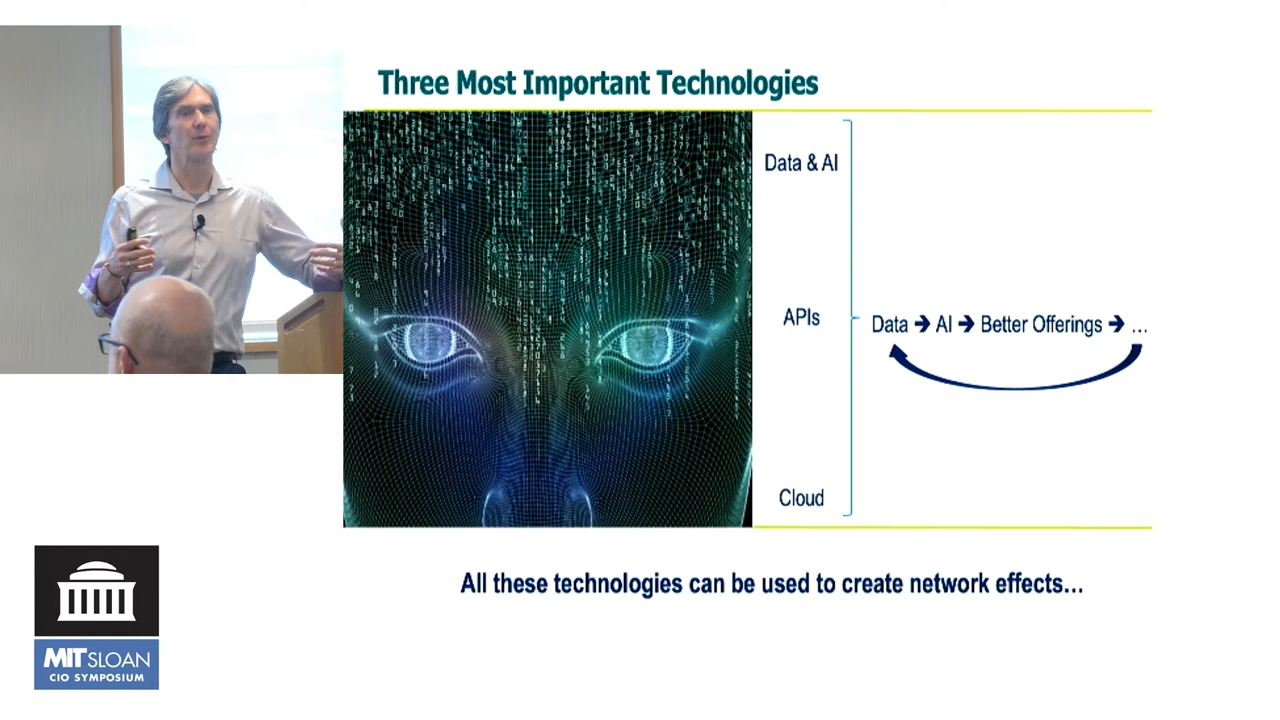 Three Most Important Technologies
Data & AI
APIs
Data ➔ AI ➔ Better Offerings ➔ ...
Cloud
All these technologies can be used to create network effects...
MIT SLOAN
CIO SYMPOSIUM